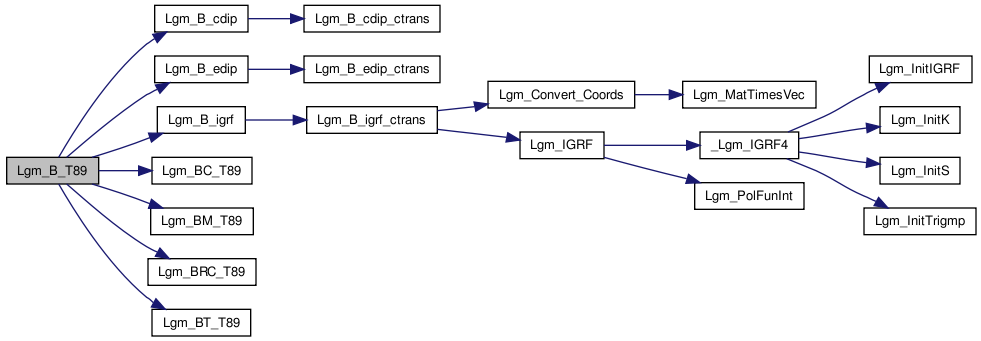 Lgm_B_T89
Lgm_B_cdip
Lgm_B_cdip_ctrans
Lgm_B_edip
Lgm_B_edip_ctrans
Lgm_B_igrf
Lgm_B_igrf_ctrans
Lgm_Convert_Coords
Lgm_MatTimesVec
Lgm_IGRF
_Lgm_IGRF4
Lgm_InitIGRF
Lgm_InitK
Lgm_InitS
Lgm_InitTrigmp
Lgm_PolFunInt
Lgm_BC_T89
Lgm_BM_T89
Lgm_BRC_T89
Lgm_BT_T89